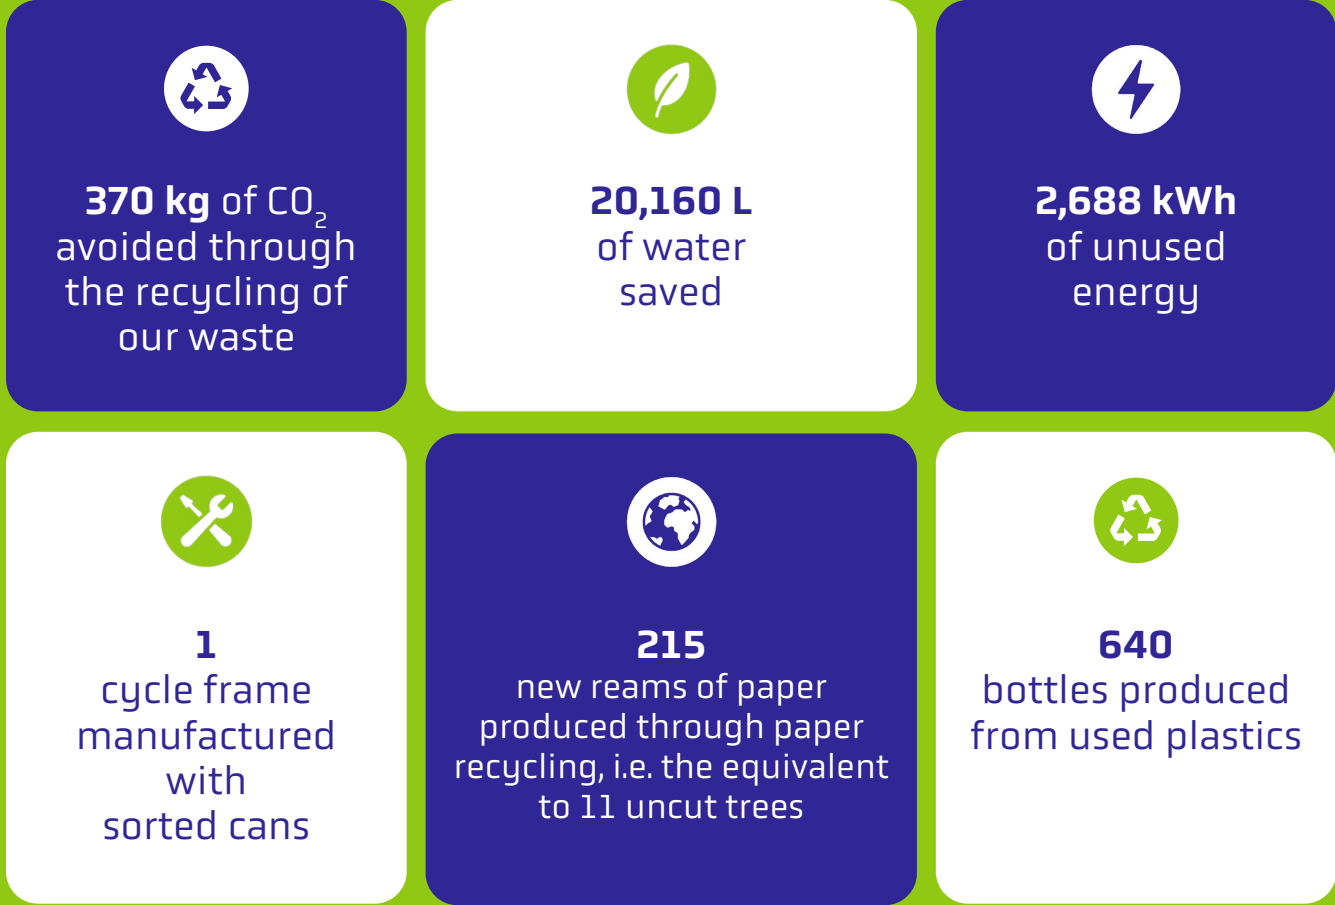 370 kg of CO₂
avoided through
the recycling of
our waste
20,160 L
of water
saved
2,688 kWh
of unused
energy
1
cycle frame
manufactured
with
sorted cans
215
new reams of paper
produced through paper
recycling, i.e. the equivalent
to 11 uncut trees
640
bottles produced
from used plastics